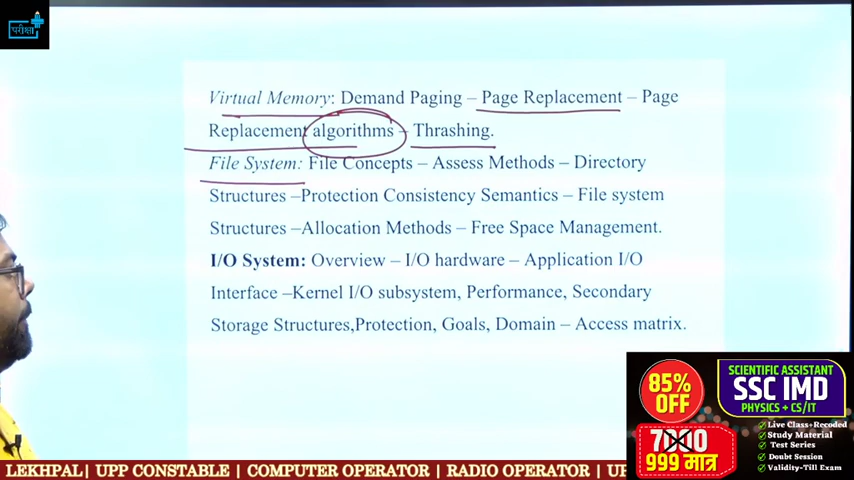 परीक्षा
Virtual Memory: Demand Paging – Page Replacement – Page
Replacement algorithms – Thrashing.
File System: File Concepts – Assess Methods – Directory
Structures –Protection Consistency Semantics – File system
Structures –Allocation Methods – Free Space Management.
I/O System: Overview – I/O hardware – Application I/O
Interface –Kernel I/O subsystem, Performance, Secondary
Storage Structures,Protection, Goals, Domain – Access matrix.
85%
OFF
SCIENTIFIC ASSISTANT
SSC IMD
PHYSICS + CS/IT
7000
999 मात्र
Live Class+Recoded
Study Material
Test Series
Doubt Session
Validity-Till Exam
LEKHPAL| UPP CONSTABLE | COMPUTER OPERATOR | RADIO OPERATOR |